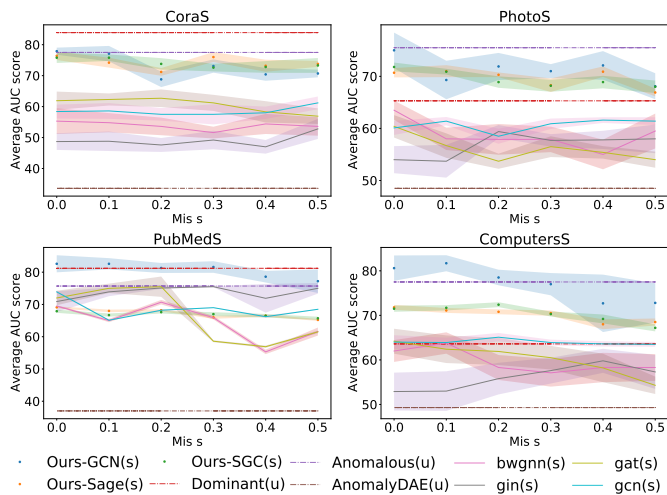 CoraS
PhotoS
Average AUC score
80
70
60
50
40
0.0 0.1 0.2 0.3 0.4 0.5
Mis s
Average AUC score
70
60
50
0.0 0.1 0.2 0.3 0.4 0.5
Mis s
PubMedS
ComputersS
Average AUC score
80
70
60
50
40
0.0 0.1 0.2 0.3 0.4 0.5
Mis s
Average AUC score
80
70
60
50
0.0 0.1 0.2 0.3 0.4 0.5
Mis s
Ours-GCN(s) Ours-SGC(s) Anomalous(u) bwgnn(s) gat(s)
Ours-Sage(s) Dominant(u) AnomalyDAE(u) gin(s) gcn(s)